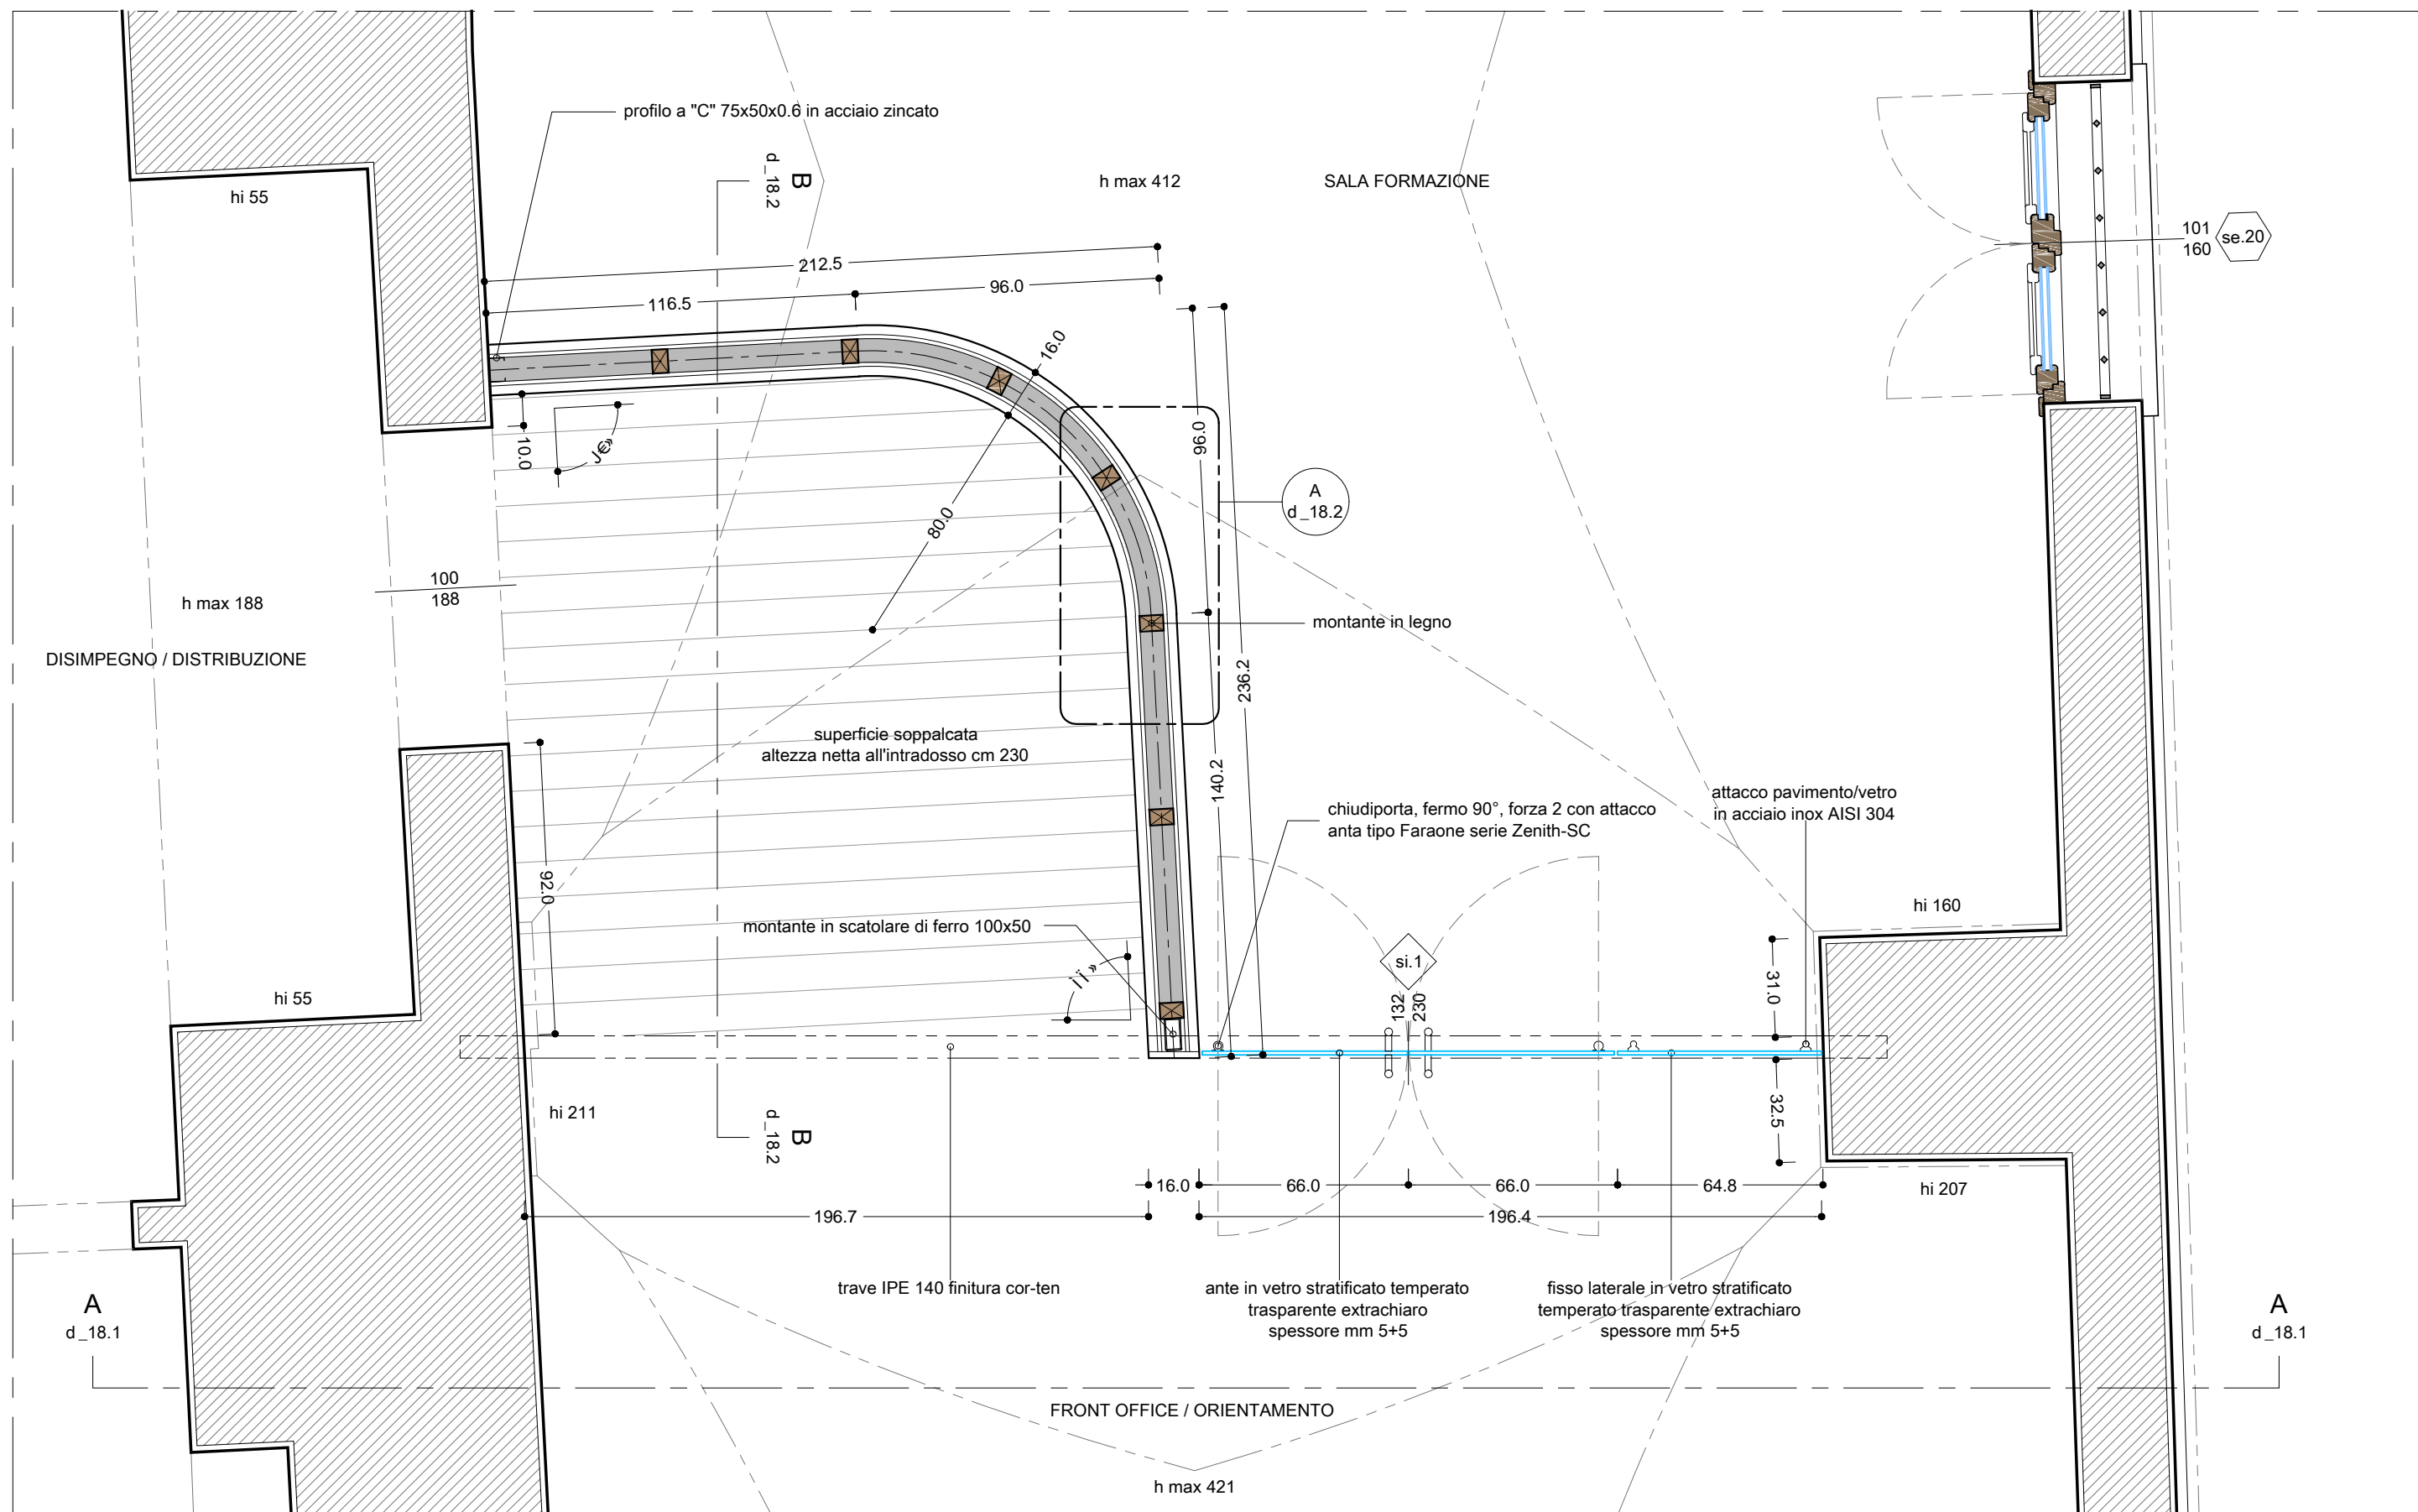 profilo a "C" 75x50x0.6 in acciaio zincato
hi 55
B
d_18.2
h max 412
SALA FORMAZIONE
101
160
se.20
212.5
116.5
96.0
16.0
10.0
80.0
96.0
236.2
A
d_18.2
100
188
h max 188
DISIMPEGNO / DISTRIBUZIONE
montante in legno
superficie soppalcata
altezza netta all'intradosso cm 230
140.2
chiudiporta, fermo 90°, forza 2 con attacco
anta tipo Faraone serie Zenith-SC
attacco pavimento/vetro
in acciaio inox AISI 304
92.0
montante in scatolare di ferro 100x50
hi 160
si.1
132
230
31.0
hi 55
hi 211
B
d_18.2
32.5
16.0
66.0
66.0
64.8
hi 207
196.7
196.4
trave IPE 140 finitura cor-ten
ante in vetro stratificato temperato
trasparente extrachiaro
spessore mm 5+5
fisso laterale in vetro stratificato
temperato trasparente extrachiaro
spessore mm 5+5
A
d_18.1
A
d_18.1
FRONT OFFICE / ORIENTAMENTO
h max 421